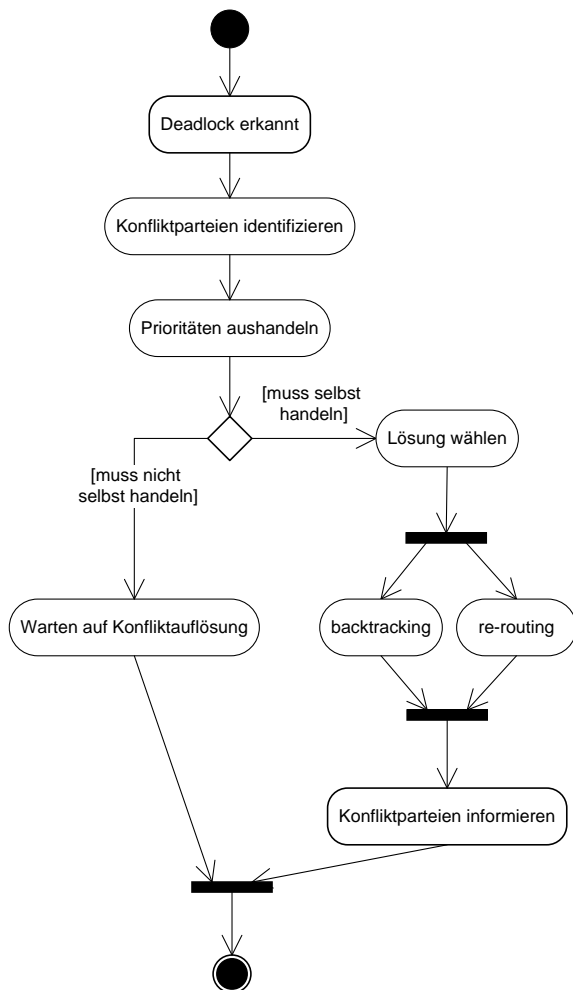 Deadlock erkannt
Konfliktparteien identifizieren
Prioritäten aushandeln
[muss selbst
handeln]
Lösung wählen
[muss nicht
selbst handeln]
Warten auf Konfliktauflösung
backtracking
re-routing
Konfliktparteien informieren